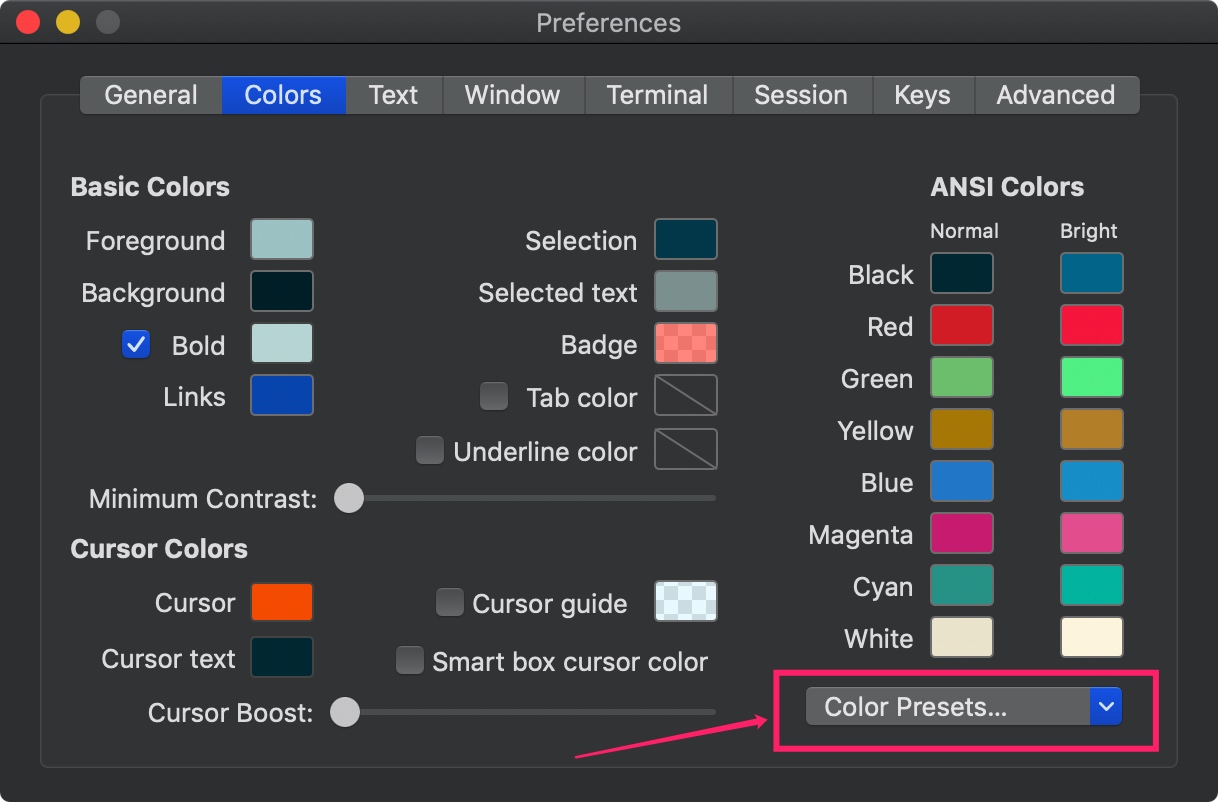 Preferences
General Colors Text Window Terminal Session Keys Advanced
Basic Colors
Foreground
Background
Bold
Links
Selection
Selected text
Badge
Tab color
Underline color
Minimum Contrast:
Cursor Colors
Cursor
Cursor text
Cursor guide
Smart box cursor color
Cursor Boost:
ANSI Colors
Normal Bright
Black
Red
Green
Yellow
Blue
Magenta
Cyan
White
Color Presets...